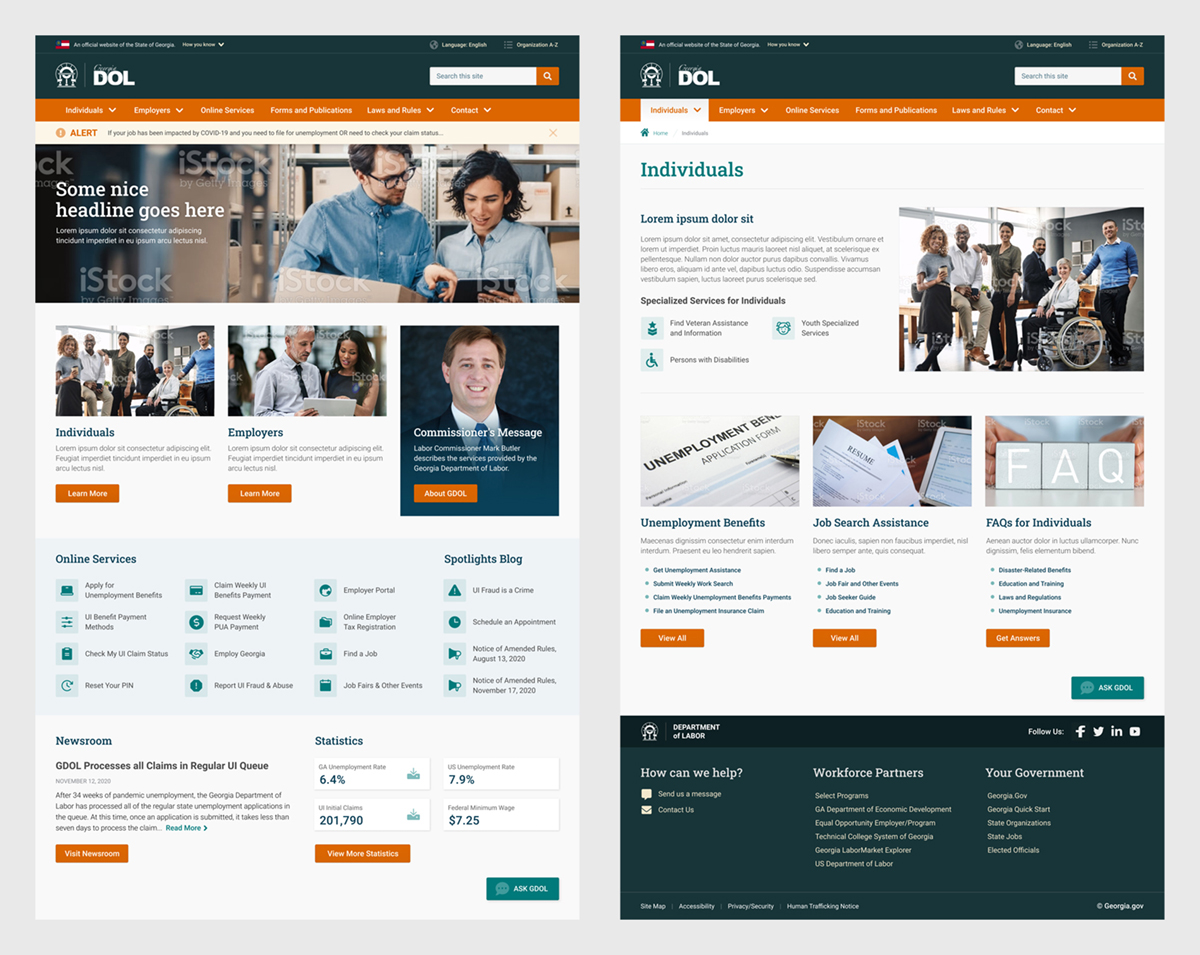 An official website of the State of Georgia. How you know
Language: English
Organization A-Z
Georgia
DOL
Search this site
Individuals
Employers
Online Services
Forms and Publications
Laws and Rules
Contact
ALERT
If your job has been impacted by COVID-19 and you need to file for unemployment OR need to check your claim status...
iStock
by Getty Images
Some nice
headline goes here
Lorem ipsum dolor sit consectetur adipiscing
tincidunt imperdiet in eu ipsum arcu lectus nisl.
iStock
by Getty Images
Individuals
Lorem ipsum dolor sit consectetur adipiscing elit.
Feugiat imperdiet tincidunt imperdiet in eu ipsum
arcu lectus nisl.
Learn More
Employers
Lorem ipsum dolor sit consectetur adipiscing elit.
Feugiat imperdiet tincidunt imperdiet in eu ipsum
arcu lectus nisl.
Learn More
Commissioner's Message
Labor Commissioner Mark Butler
describes the services provided by the
Georgia Department of Labor.
About GDOL
Online Services
Apply for
Unemployment Benefits
Claim Weekly UI
Benefits Payment
Employer Portal
UI Benefit Payment
Methods
Request Weekly
PUA Payment
Online Employer
Tax Registration
Check My UI Claim Status
Employ Georgia
Find a Job
Reset Your PIN
Report UI Fraud & Abuse
Job Fairs & Other Events
Spotlights Blog
UI Fraud is a Crime
Schedule an Appointment
Notice of Amended Rules,
August 13, 2020
Notice of Amended Rules,
November 17, 2020
Newsroom
GDOL Processes all Claims in Regular UI Queue
NOVEMBER 12, 2020
After 34 weeks of pandemic unemployment, the Georgia Department of
Labor has processed all of the regular state unemployment applications in
the queue. At this time, once an application is submitted, it takes less than
seven days to process the claim... Read More
Visit Newsroom
Statistics
GA Unemployment Rate
6.4%
US Unemployment Rate
7.9%
UI Initial Claims
201,790
Federal Minimum Wage
$7.25
View More Statistics
ASK GDOL
An official website of the State of Georgia. How you know
Language: English
Organization A-Z
Georgia
DOL
Search this site
Individuals
Employers
Online Services
Forms and Publications
Laws and Rules
Contact
Home / Individuals
Individuals
Lorem ipsum dolor sit
Lorem ipsum dolor sit amet, consectetur adipiscing elit. Vestibulum ornare et
lorem ut imperdiet. Proin luctus mauris laoreet nisl aliquet, at scelerisque ex
pellentesque. Nullam non dolor auctor purus dapibus convallis. Vivamus
libero eros, aliquam id ante vel, dapibus luctus odio. Suspendisse accumsan
vestibulum sapien, luctus laoreet purus scelerisque sed.
Specialized Services for Individuals
Find Veteran Assistance
and Information
Youth Specialized
Services
Persons with Disabilities
UNEMPLOYMENT BENE
APPLICATION FORM
Personal Information
Unemployment Benefits
Maecenas dignissim consectetur enim interdum
interdum. Praesent eu leo hendrerit sapien.
Get Unemployment Assistance
Submit Weekly Work Search
Claim Weekly Unemployment Benefits Payments
File an Unemployment Insurance Claim
View All
iStock
RESUME
Job Search Assistance
Donec iaculis, sapien non faucibus imperdiet, nisl
libero semper ante, quis consequat.
Find a Job
Job Fair and Other Events
Job Seeker Guide
Education and Training
View All
iStock
FAQ
FAQs for Individuals
Aenean auctor dolor in luctus ullamcorper. Nunc
dignissim, felis elementum bibend.
Disaster-Related Benefits
Education and Training
Laws and Regulations
Unemployment Insurance
Get Answers
ASK GDOL
DEPARTMENT
of LABOR
Follow Us:
How can we help?
Send us a message
Contact Us
Workforce Partners
Select Programs
GA Department of Economic Development
Equal Opportunity Employer/Program
Technical College System of Georgia
Georgia LaborMarket Explorer
US Department of Labor
Your Government
Georgia.Gov
Georgia Quick Start
State Organizations
State Jobs
Elected Officials
Site Map | Accessibility | Privacy/Security | Human Trafficking Notice
© Georgia.gov